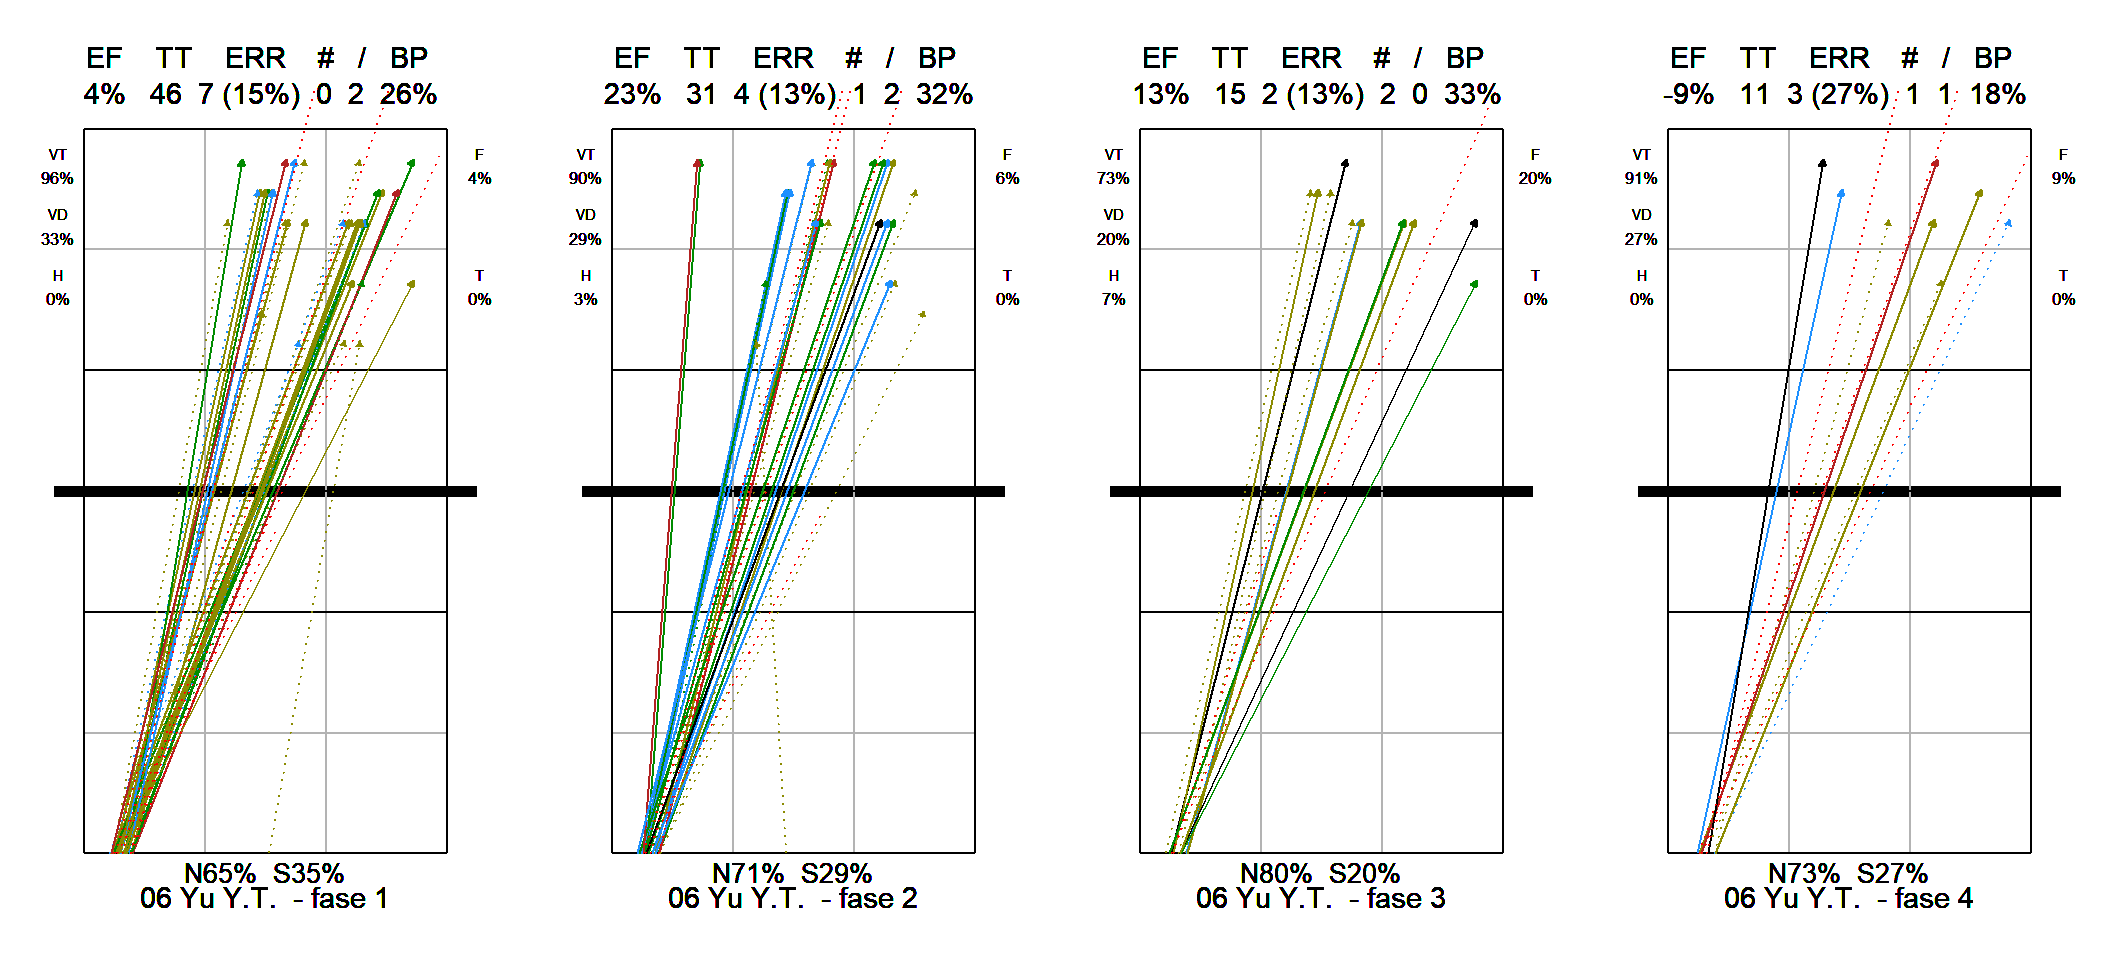 EF TT ERR # / BP
4% 46 7 (15%) 0 2 26%
VT
96%
VD
33%
H
0%
F
4%
T
0%
N65% S35%
06 Yu Y.T. - fase 1
EF TT ERR # / BP
23% 31 4 (13%) 1 2 32%
VT
90%
VD
29%
H
3%
F
6%
T
0%
N71% S29%
06 Yu Y.T. - fase 2
EF TT ERR # / BP
13% 15 2 (13%) 2 0 33%
VT
73%
VD
20%
H
7%
F
20%
T
0%
N80% S20%
06 Yu Y.T. - fase 3
EF TT ERR # / BP
-9% 11 3 (27%) 1 1 18%
VT
91%
VD
27%
H
0%
F
9%
T
0%
N73% S27%
06 Yu Y.T. - fase 4